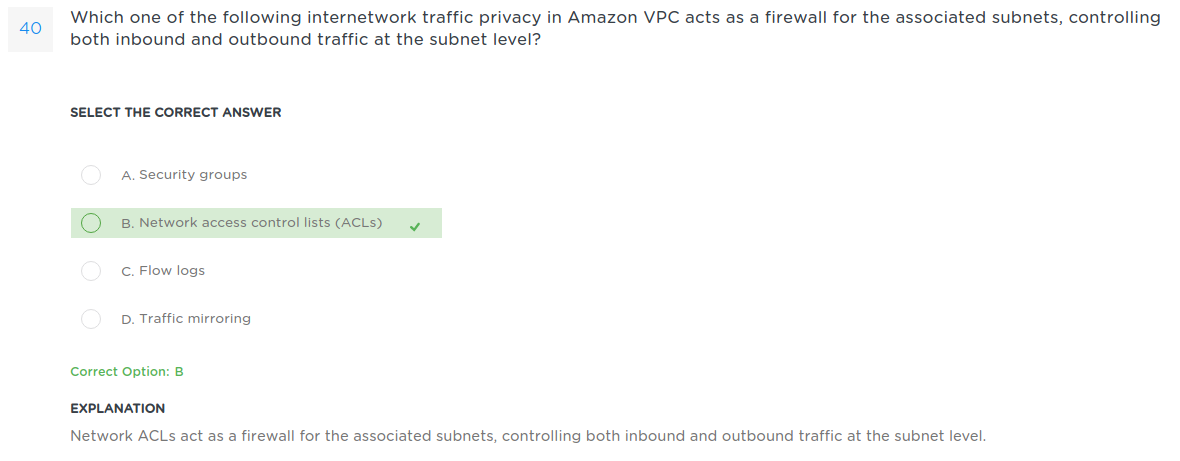 40
Which one of the following internetwork traffic privacy in Amazon VPC acts as a firewall for the associated subnets, controlling
both inbound and outbound traffic at the subnet level?
SELECT THE CORRECT ANSWER
A. Security groups
B. Network access control lists (ACLs)
C. Flow logs
D. Traffic mirroring
Correct Option: B
EXPLANATION
Network ACLs act as a firewall for the associated subnets, controlling both inbound and outbound traffic at the subnet level.